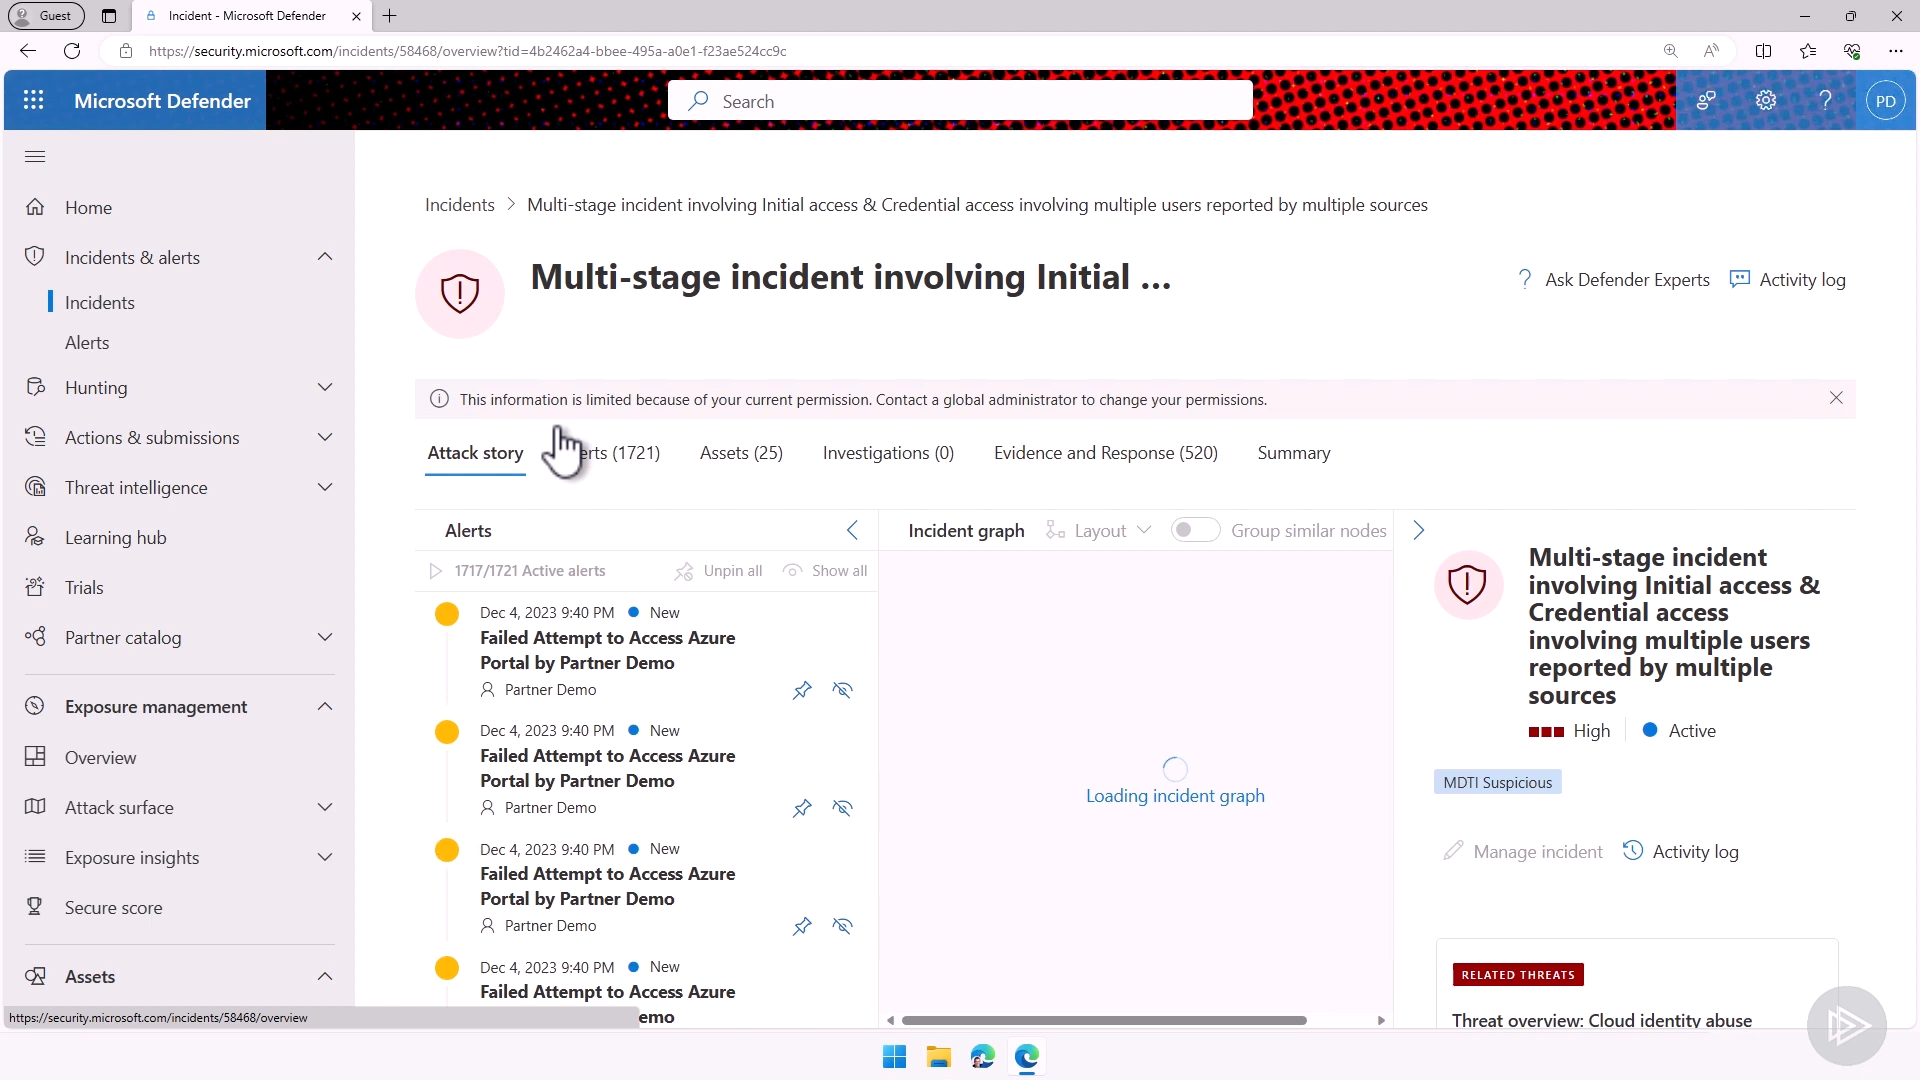 Guest
Incident - Microsoft Defender
https://security.microsoft.com/incidents/58468/overview?tid=4b2462a4-bbee-495a-a0e1-f23ae524cc9c
Microsoft Defender
Search
PD
Home
Incidents & alerts
Incidents
Alerts
Hunting
Actions & submissions
Threat intelligence
Learning hub
Trials
Partner catalog
Exposure management
Overview
Attack surface
Exposure insights
Secure score
Assets
https://security.microsoft.com/incidents/58468/overview
Incidents > Multi-stage incident involving Initial access & Credential access involving multiple users reported by multiple sources
Multi-stage incident involving Initial ...
? Ask Defender Experts
Activity log
This information is limited because of your current permission. Contact a global administrator to change your permissions.
Attack story
erts (1721)
Assets (25)
Investigations (0)
Evidence and Response (520)
Summary
Alerts
1717/1721 Active alerts
Unpin all
Show all
Dec 4, 2023 9:40 PM New
Failed Attempt to Access Azure
Portal by Partner Demo
Partner Demo
Dec 4, 2023 9:40 PM New
Failed Attempt to Access Azure
Portal by Partner Demo
Partner Demo
Dec 4, 2023 9:40 PM New
Failed Attempt to Access Azure
Portal by Partner Demo
Partner Demo
Dec 4, 2023 9:40 PM New
Failed Attempt to Access Azure
emo
Incident graph
Layout
Group similar nodes
Loading incident graph
Multi-stage incident
involving Initial access &
Credential access
involving multiple users
reported by multiple
sources
High
Active
MDTI Suspicious
Manage incident
Activity log
RELATED THREATS
Threat overview: Cloud identity abuse